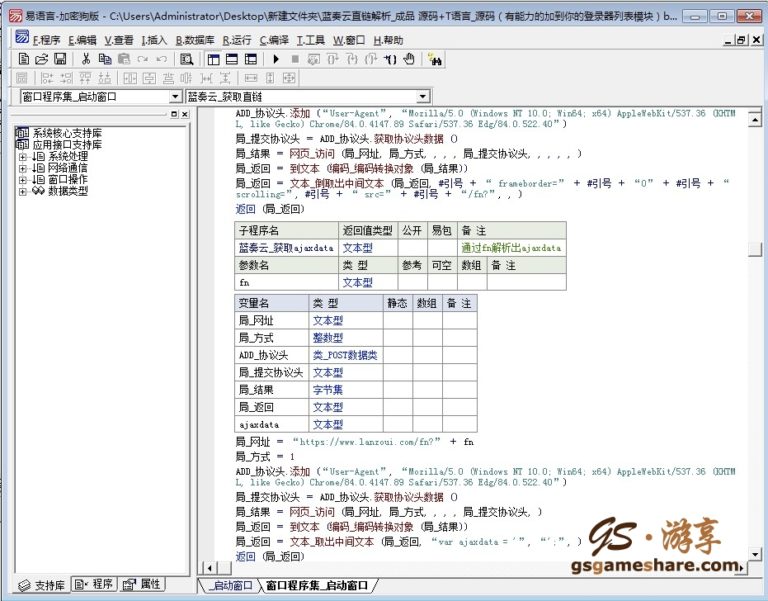 易语言-加密狗版 - C:\Users\Administrator\Desktop\新建文件夹\蓝奏云直链解析_成品 源码+T语言_源码（有能力的加到你的登录器列表模块）b...
E.程序 E.编辑 V.查看 I.插入 B.数据库 R.运行 C.编译 T.工具 W.窗口 H.帮助
窗口程序集_启动窗口 蓝奏云_获取直链
系统核心支持库
应用接口支持库
系统处理
网络通信
窗口操作
数据类型
ADD_协议头.添加 (“User-Agent”, “Mozilla/5.0 (Windows NT 10.0; Win64; x64) AppleWebKit/537.36 (KHTM
L, like Gecko) Chrome/84.0.4147.89 Safari/537.36 Edg/84.0.522.40”)
局_提交协议头 = ADD_协议头.获取协议头数据 ()
局_结果 = 网页_访问 (局_网址, 局_方式, , , , 局_提交协议头, , , , , )
局_返回 = 到文本 (编码_编码转换对象 (局_结果))
局_返回 = 文本_倒取出中间文本 (局_返回, #引号 + “ frameborder=” + #引号 + “0” + #引号 + “
scrolling=”, #引号 + “ src=” + #引号 + “/fn?”, , )
返回 (局_返回)
子程序名 返回值类型 公开 易包 备 注
蓝奏云_获取ajaxdata 文本型 通过fn解析出ajaxdata
参数名 类 型 参考 可空 数组 备 注
fn 文本型
变量名 类 型 静态 数组 备 注
局_网址 文本型
局_方式 整数型
ADD_协议头 类_POST数据类
局_提交协议头 文本型
局_结果 字节集
局_返回 文本型
ajaxdata 文本型
局_网址 = “https://www.lanzoui.com/fn?” + fn
局_方式 = 1
ADD_协议头.添加 (“User-Agent”, “Mozilla/5.0 (Windows NT 10.0; Win64; x64) AppleWebKit/537.36 (KHTM
L, like Gecko) Chrome/84.0.4147.89 Safari/537.36 Edg/84.0.522.40”)
局_提交协议头 = ADD_协议头.获取协议头数据 ()
局_结果 = 网页_访问 (局_网址, 局_方式, , , , 局_提交协议头, )
局_返回 = 到文本 (编码_编码转换对象 (局_结果))
局_返回 = 文本_取出中间文本 (局_返回, “var ajaxdata = '”, “';”, )
返回 (局_返回)
GS·游享
gsgameshare.com
支持库 程序 属性
_启动窗口 窗口程序集_启动窗口